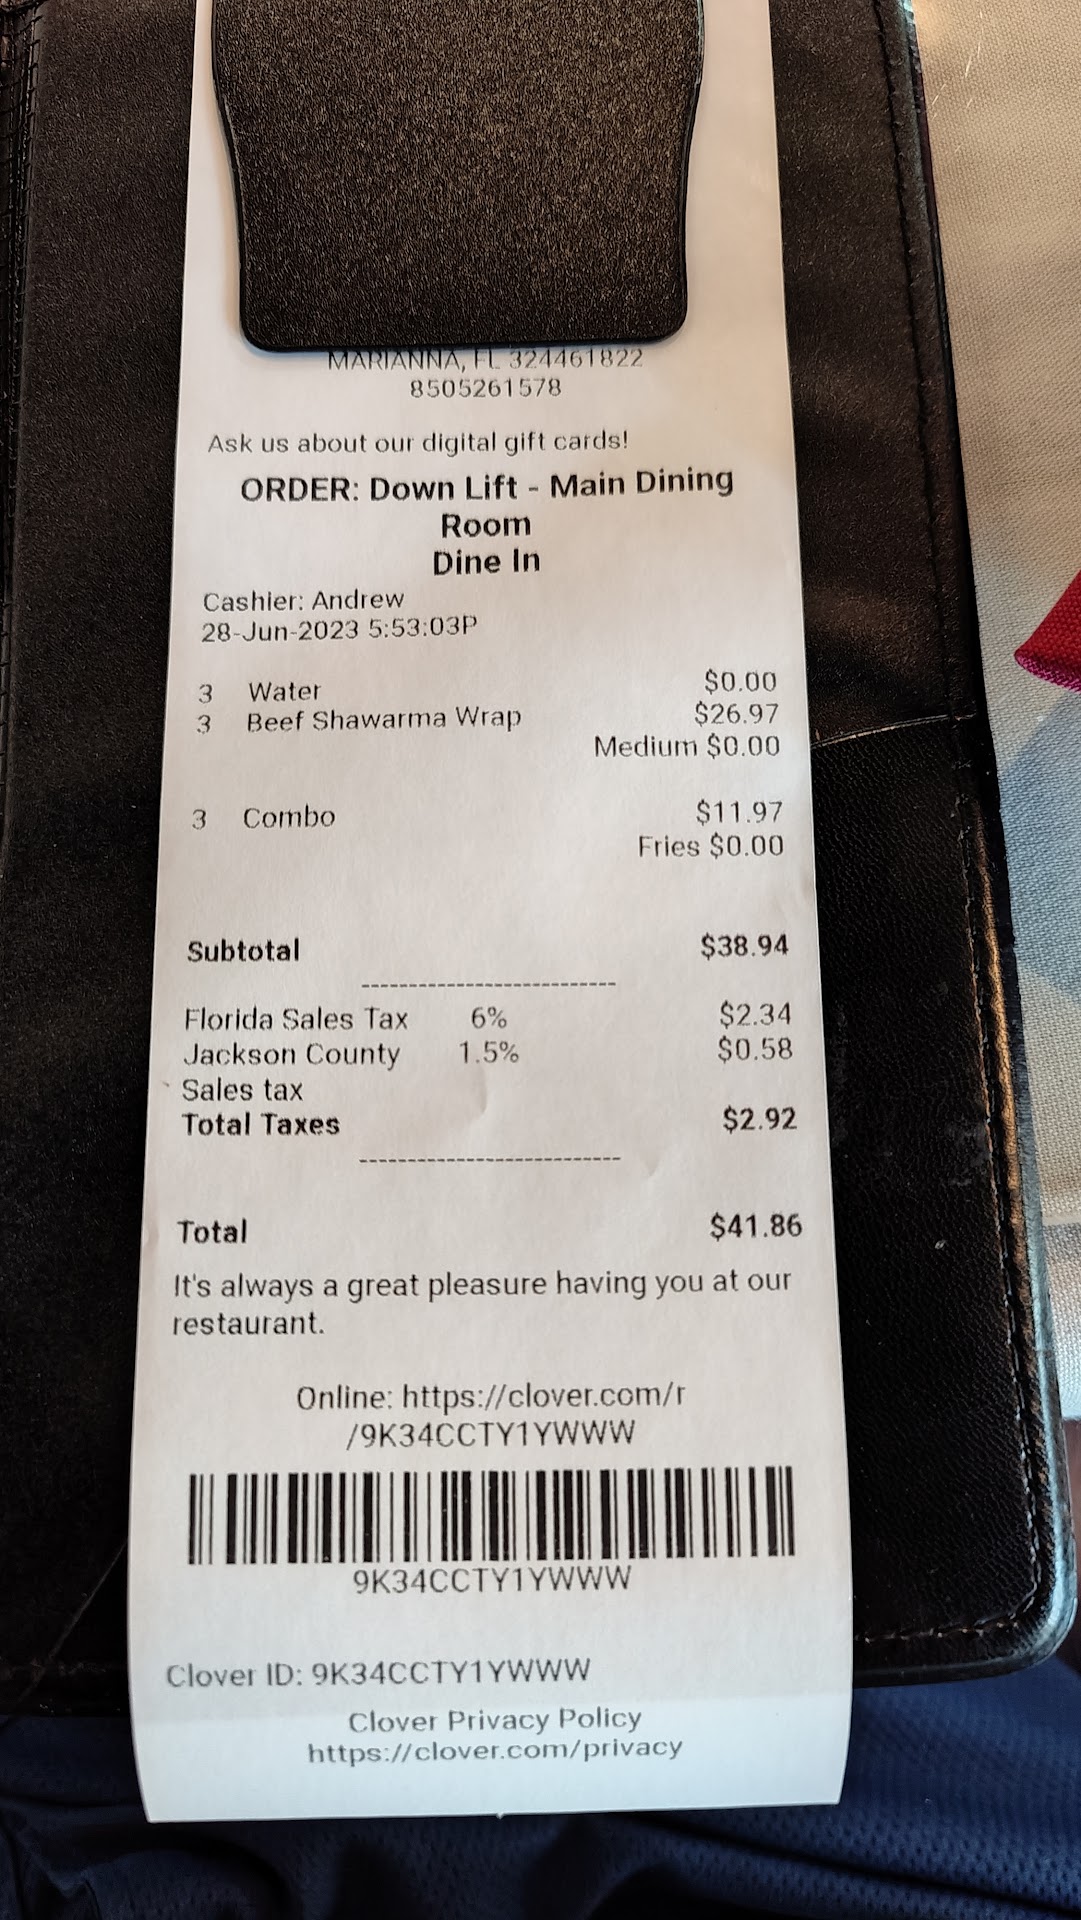 MARIANNA, FL 324461822
8505261578
Ask us about our digital gift cards!
ORDER: Down Lift - Main Dining
Room
Dine In
Cashier: Andrew
28-Jun-2023 5:53:03P
3 Water $0.00
3 Beef Shawarma Wrap $26.97
Medium $0.00
3 Combo $11.97
Fries $0.00
Subtotal $38.94
Florida Sales Tax 6% $2.34
Jackson County 1.5% $0.58
Sales tax
Total Taxes $2.92
Total $41.86
It's always a great pleasure having you at our
restaurant.
Online: https://clover.com/r
/9K34CCTY1YWWW
9K34CCTY1YWWW
Clover ID: 9K34CCTY1YWWW
Clover Privacy Policy
https://clover.com/privacy